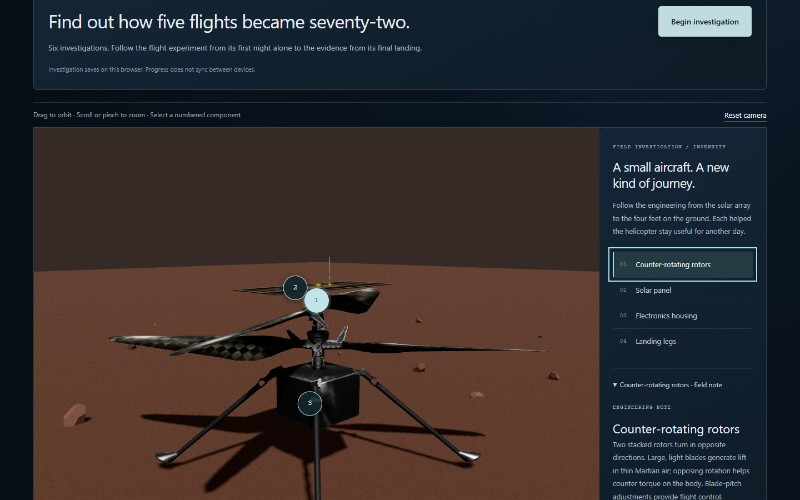 Find out how five flights became seventy-two.
Begin investigation
Six investigations. Follow the flight experiment from its first night alone to the evidence from its final landing.
Investigation saves on this browser. Progress does not sync between devices.
Drag to orbit · Scroll or pinch to zoom · Select a numbered component
Reset camera
2
1
3
FIELD INVESTIGATION / INGENUITY
A small aircraft. A new
kind of journey.
Follow the engineering from the solar array
to the four feet on the ground. Each helped
the helicopter stay useful for another day.
01 Counter-rotating rotors
02 Solar panel
03 Electronics housing
04 Landing legs
▼ Counter-rotating rotors · Field note
ENGINEERING NOTE
Counter-rotating rotors
Two stacked rotors turn in opposite
directions. Large, light blades generate lift
in thin Martian air; opposing rotation helps
counter torque on the body. Blade-pitch
adjustments provide flight control.